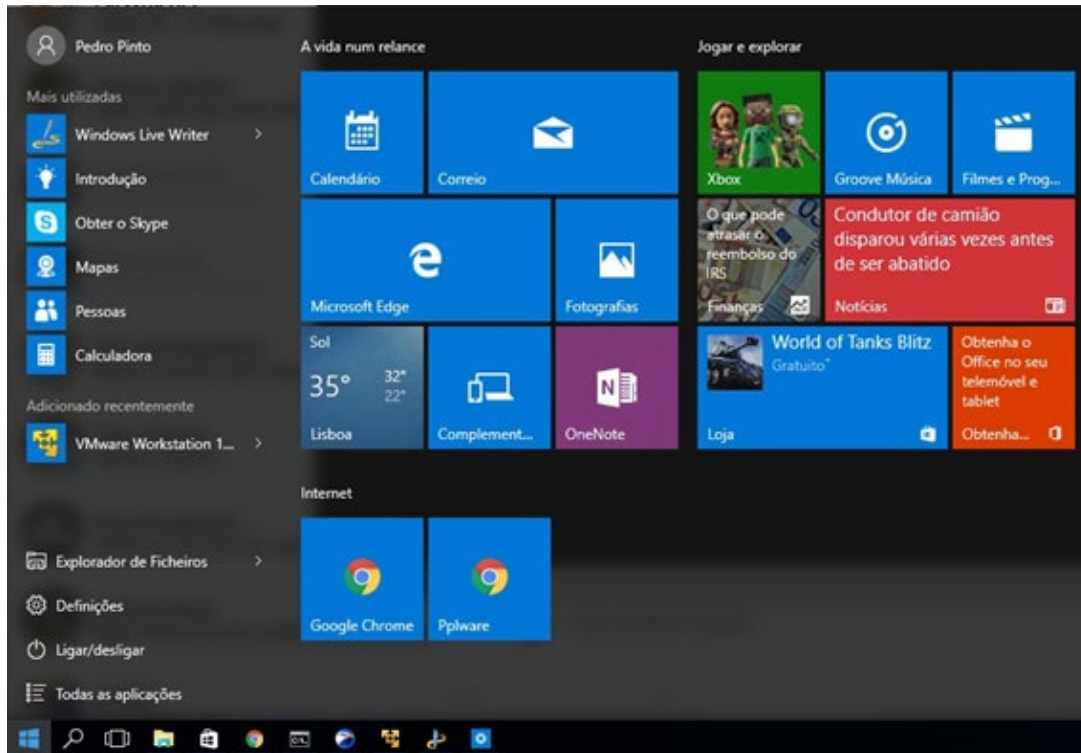 Pedro Pinto
Mais utilizadas
Windows Live Writer
Introdução
Obter o Skype
Mapas
Pessoas
Calculadora
Adicionado recentemente
VMware Workstation 1...
Explorador de Ficheiros
Definições
Ligar/desligar
Todas as aplicações
A vida num relance
Calendário
Correio
Microsoft Edge
Fotografias
Sol
35°
32°
22°
Lisboa
Complement...
OneNote
Jogar e explorar
Xbox
Groove Música
Filmes e Prog...
O que pode
atrasar o
reembolso do
IRS
Finanças
Condutor de camião
disparou várias vezes antes
de ser abatido
Notícias
World of Tanks Blitz
Gratuito*
Loja
Obtenha o
Office no seu
telemóvel e
tablet
Obtenha...
Internet
Google Chrome
Pplware